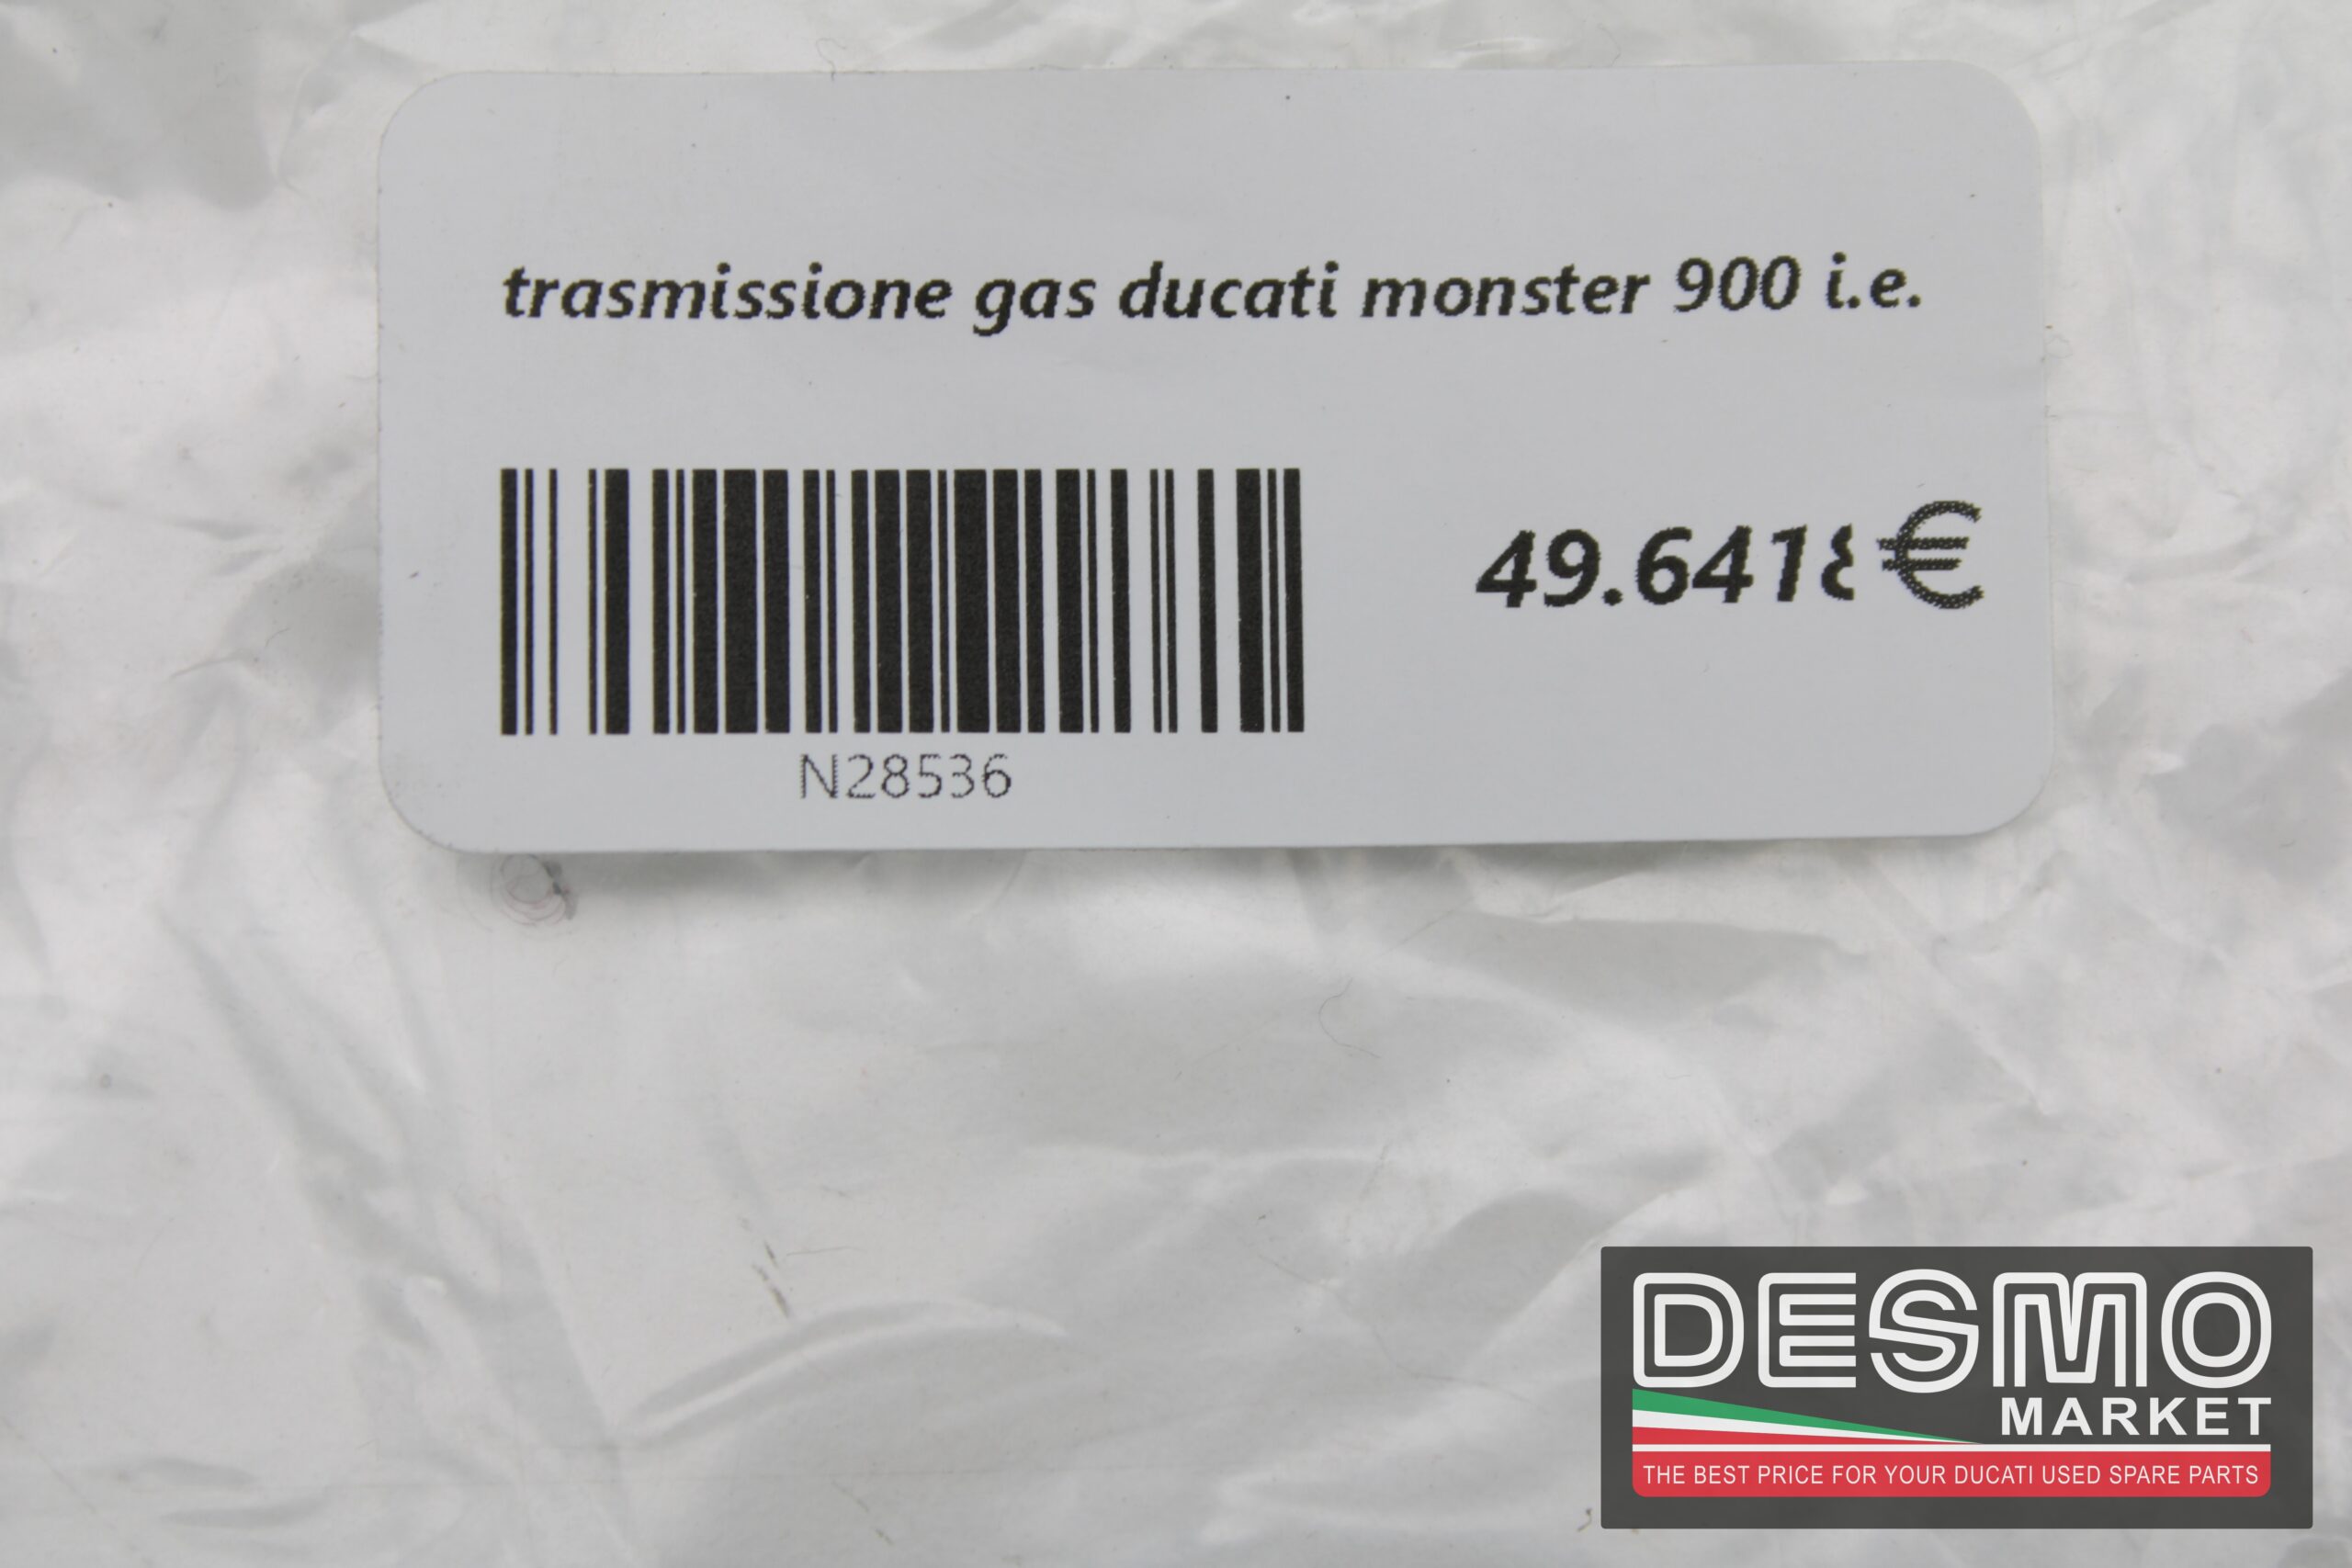 trasmissione gas ducati monster 900 i.e.
€
N28536
DESMO
MARKET
THE BEST PRICE FOR YOUR DUCATI USED SPARE PARTS